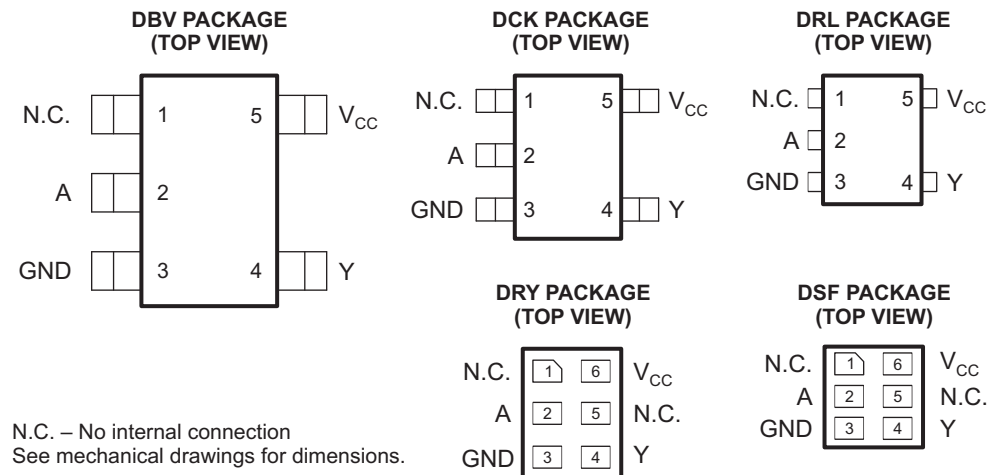 DBV PACKAGE
(TOP VIEW)
N.C. 1 5 VCC
A 2
GND 3 4 Y
DCK PACKAGE
(TOP VIEW)
N.C. 1 5 VCC
A 2
GND 3 4 Y
DRL PACKAGE
(TOP VIEW)
N.C. 1 5 VCC
A 2
GND 3 4 Y
DRY PACKAGE
(TOP VIEW)
N.C. 1 6 VCC
A 2 5 N.C.
GND 3 4 Y
DSF PACKAGE
(TOP VIEW)
N.C. 1 6 VCC
A 2 5 N.C.
GND 3 4 Y
N.C. – No internal connection
See mechanical drawings for dimensions.